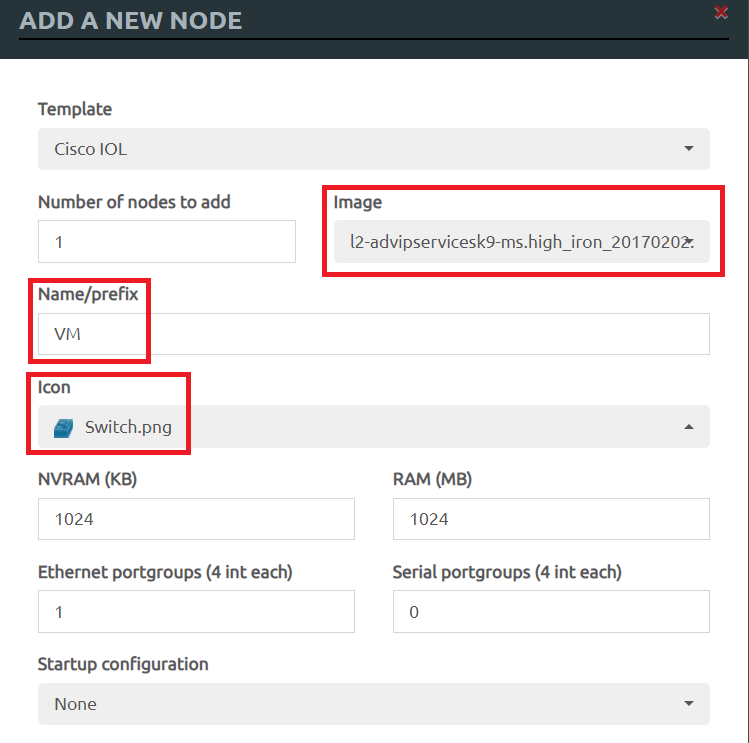 ADD A NEW NODE
Template
Cisco IOL
Number of nodes to add
Image
1
l2-advipservicesk9-ms.high_iron_20170202.
Name/prefix
VM
Icon
Switch.png
NVRAM (KB)
RAM (MB)
1024
1024
Ethernet portgroups (4 int each)
Serial portgroups (4 int each)
1
0
Startup configuration
None